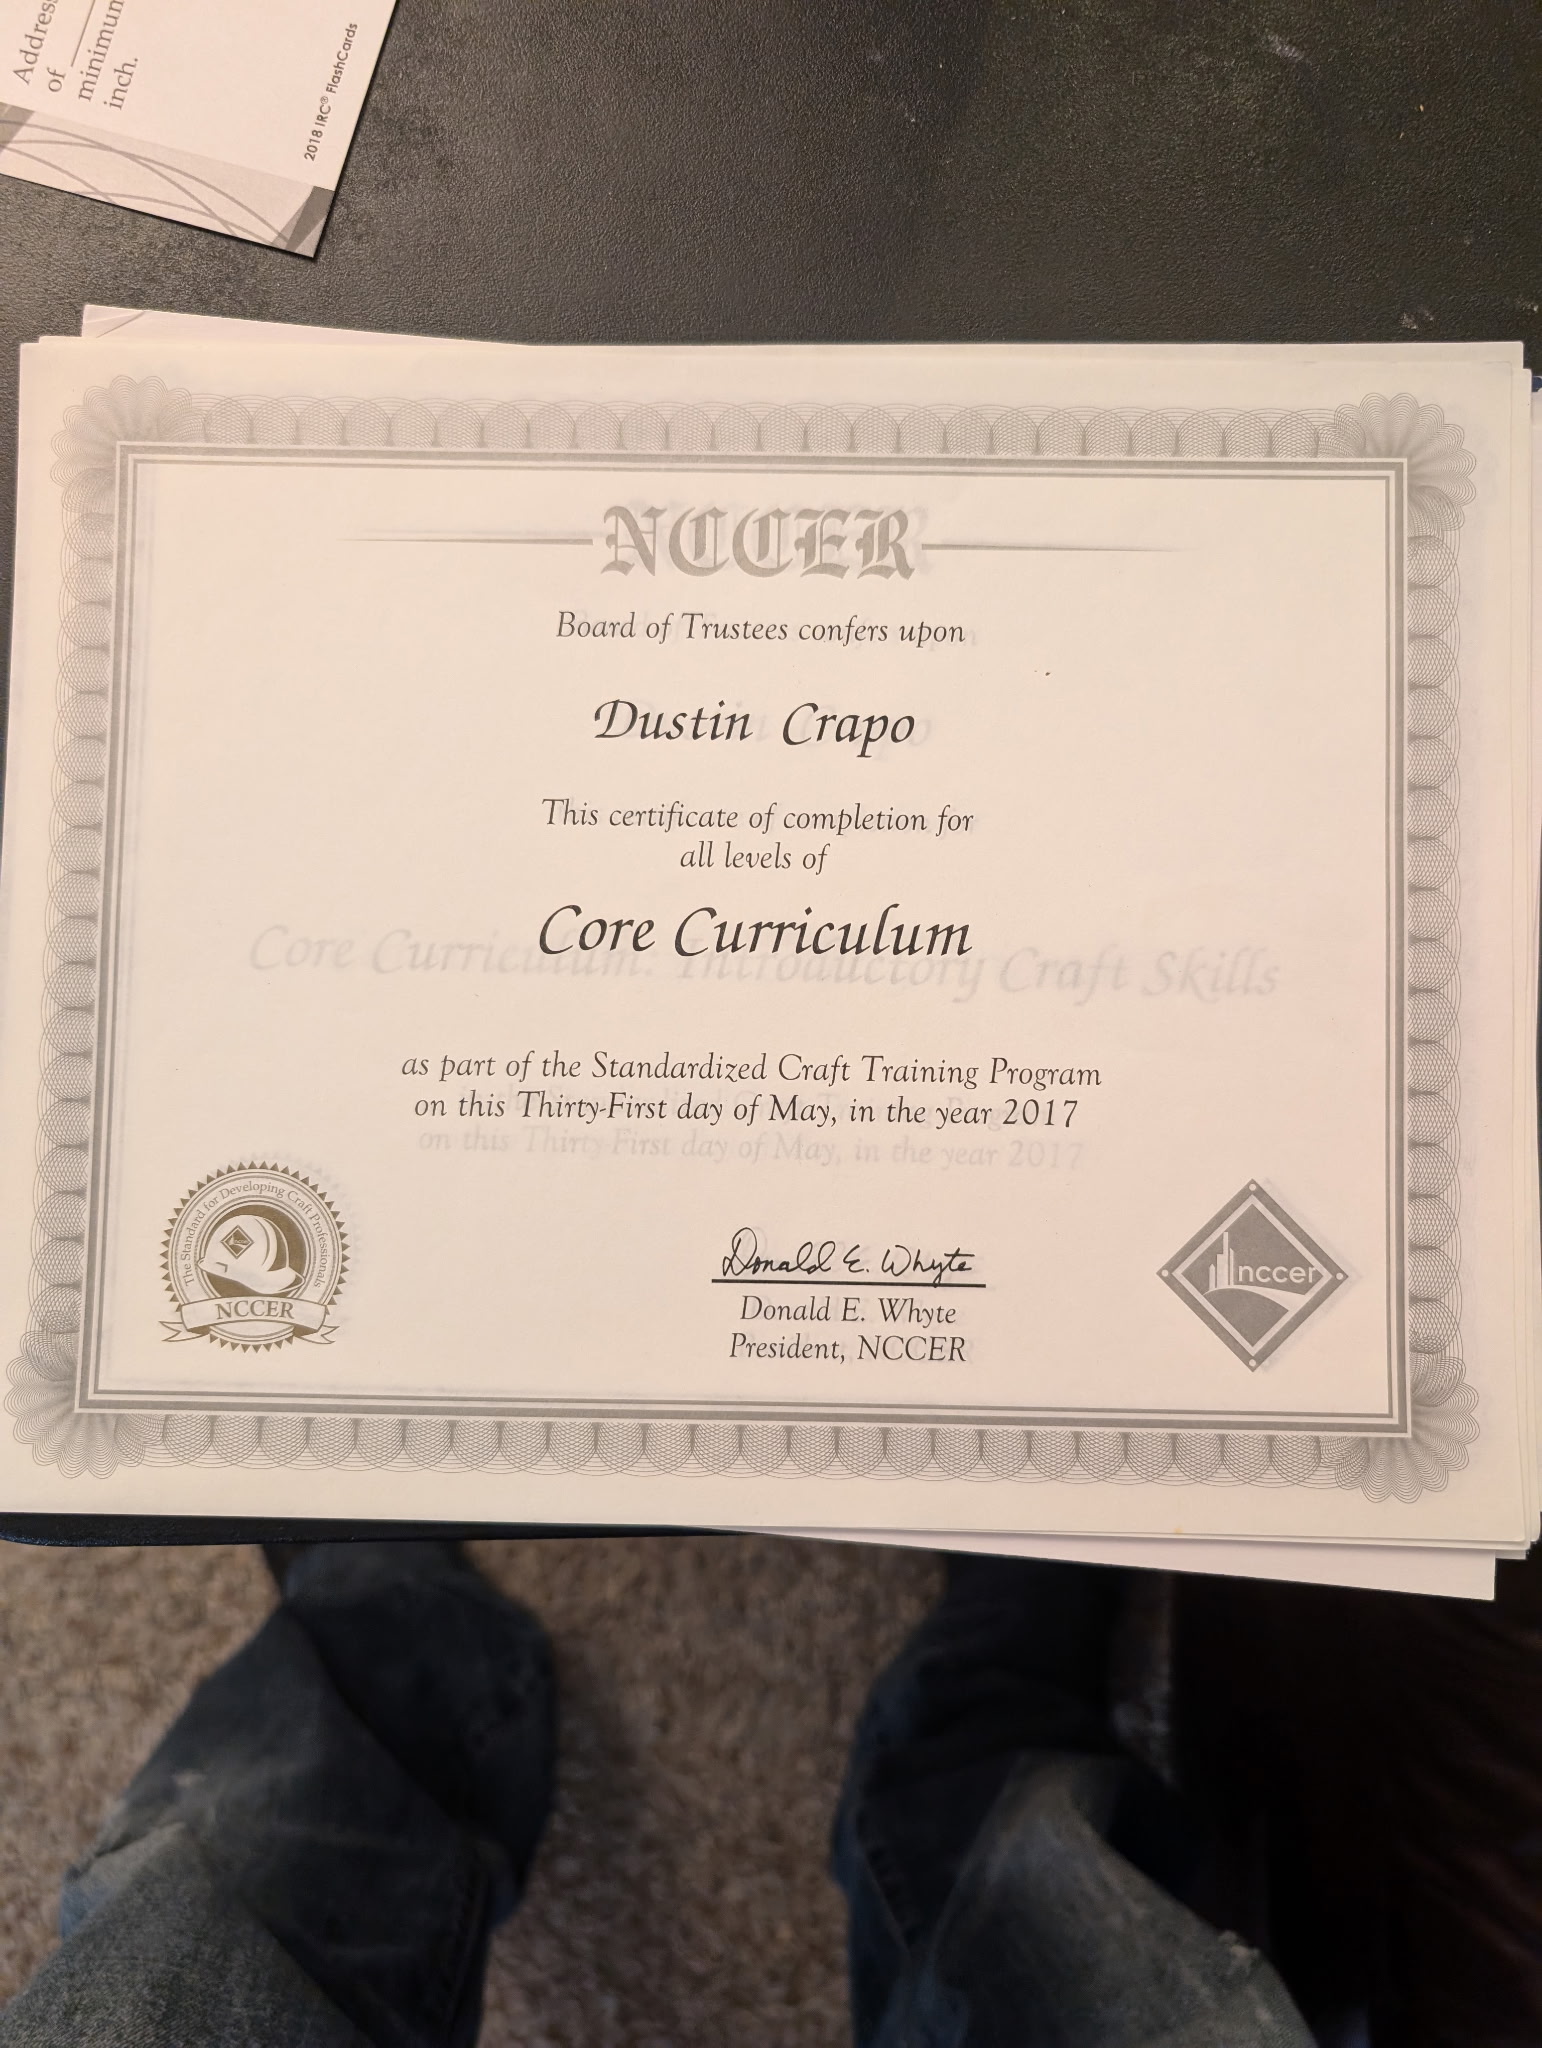 Address
of
minimum
inch.
2018 IRC® FlashCards
NCCER
Board of Trustees confers upon
Dustin Crapo
This certificate of completion for
all levels of
Core Curriculum
Core Curriculum: Introductory Craft Skills
as part of the Standardized Craft Training Program
on this Thirty-First day of May, in the year 2017
on this Thirty-First day of May, in the year 2017
The Standard for Developing Craft Professionals
NCCER
Donald E. Whyte
Donald E. Whyte
President, NCCER
nccer